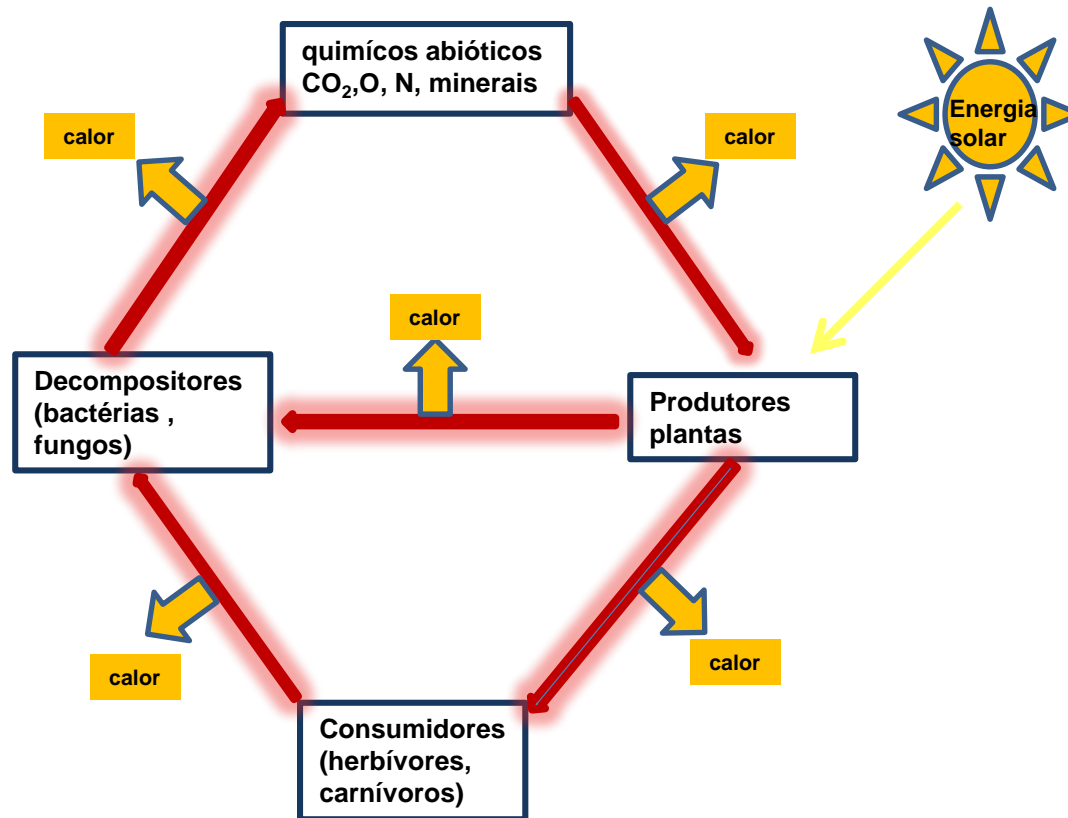 quimícos abióticos
CO₂,O, N, minerais
Energia
solar
calor
calor
calor
Decompositores
(bactérias ,
fungos)
Produtores
plantas
calor
calor
Consumidores
(herbívores,
carnívoros)